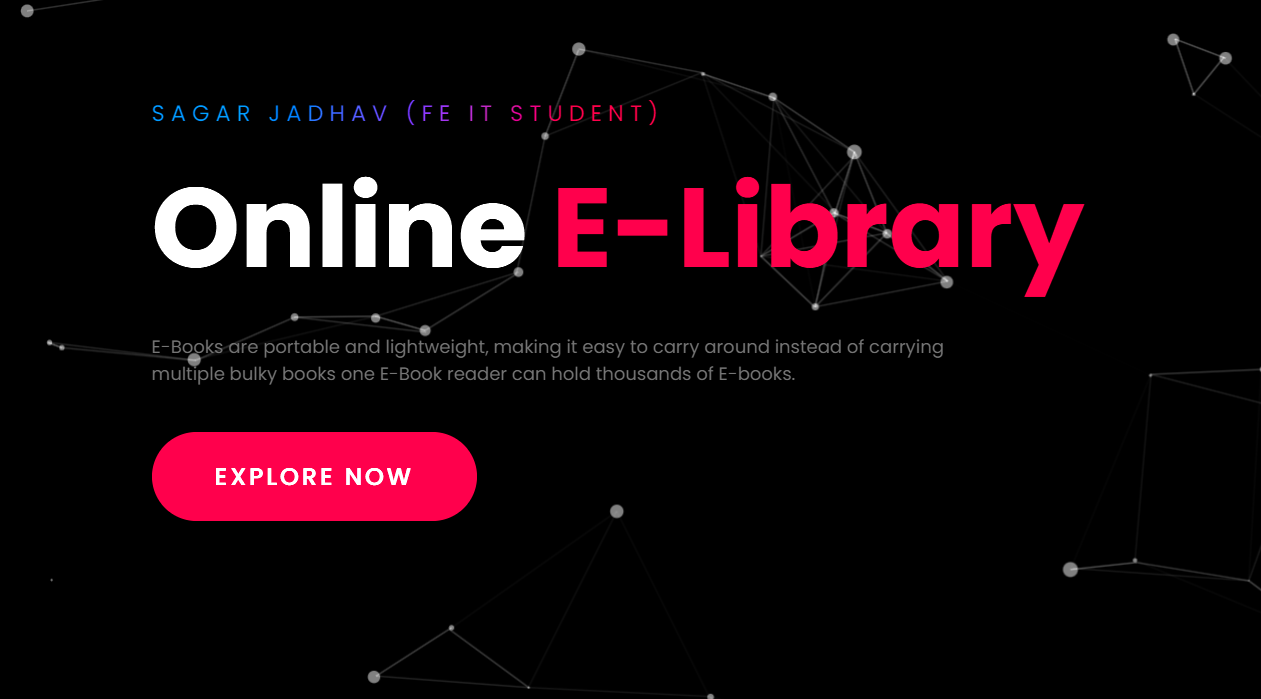 SAGAR JADHAV (FE IT STUDENT)
Online E-Library
E-Books are portable and lightweight, making it easy to carry around instead of carrying
multiple bulky books one E-Book reader can hold thousands of E-books.
EXPLORE NOW